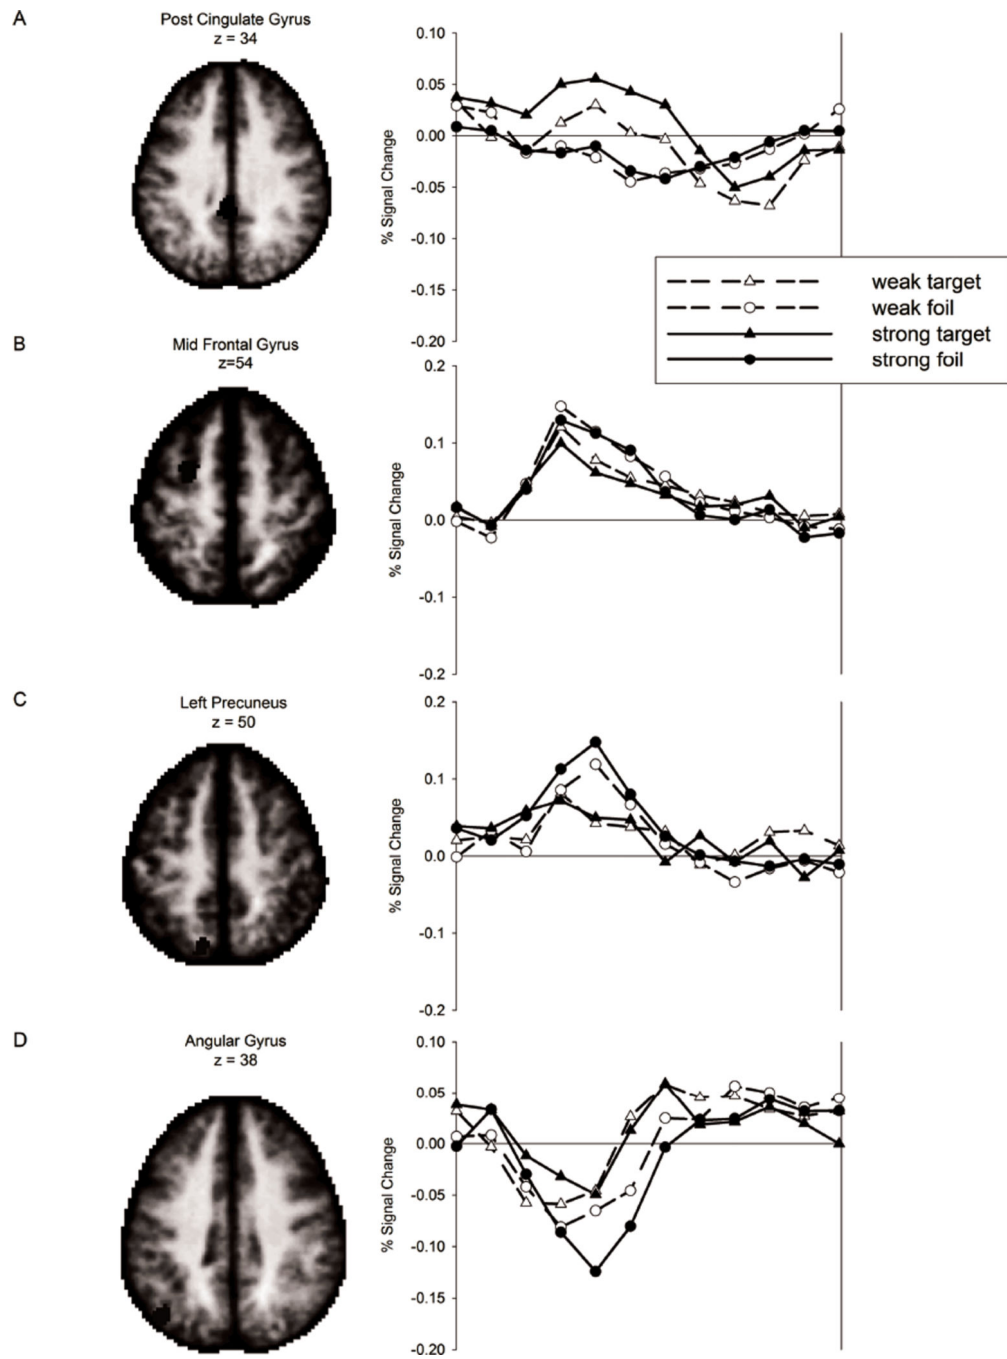 A
Post Cingulate Gyrus
z = 34
0.10
0.05
0.00
-0.05
-0.10
-0.15
-0.20
% Signal Change
weak target
weak foil
strong target
strong foil
B
Mid Frontal Gyrus
z=54
0.2
0.1
0.0
-0.1
-0.2
% Signal Change
C
Left Precuneus
z = 50
0.2
0.1
0.0
-0.1
-0.2
% Signal Change
D
Angular Gyrus
z = 38
0.10
0.05
0.00
-0.05
-0.10
-0.15
-0.20
% Signal Change